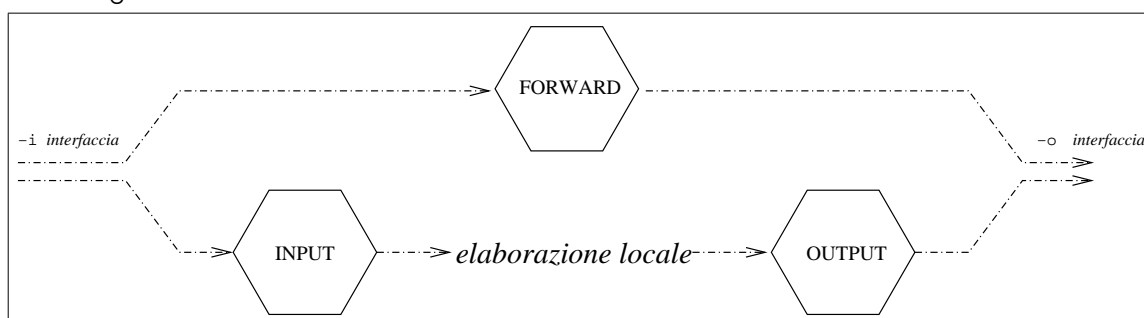 FORWARD
-i interfaccia
-o interfaccia
INPUT
elaborazione locale
OUTPUT